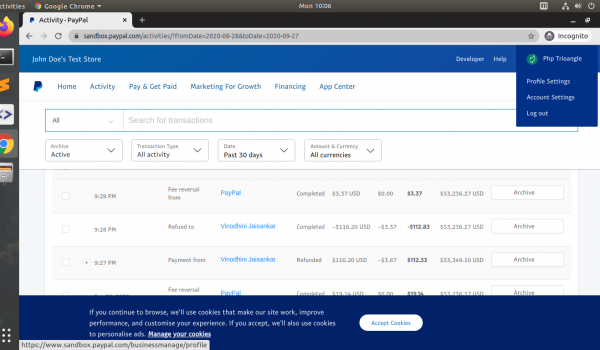 ctivities
Google Chrome
Mon 10:06
Activity - PayPal
sandbox.paypal.com/activities/?fromDate=2020-08-28&toDate=2020-09-27
Incognito
John Doe's Test Store
Developer
Help
Php Trioangle
Profile Settings
Account Settings
Log out
Home
Activity
Pay & Get Paid
Marketing For Growth
Financing
App Center
All
Search for transactions
Archive
Active
Transaction Type
All activity
Date
Past 30 days
Amount & Currency
All currencies
9:28 PM
Fee reversal
from
PayPal
Completed
$3.37 USD
$0.00
$3.37
$53,236.27 USD
Archive
9:28 PM
Refund to
Vinodhini Jaisankar
Completed
-$116.20 USD
-$3.37
-$112.83
$53,236.27 USD
Archive
+
9:27 PM
Payment from
Vinodhini Jaisankar
Refunded
$116.20 USD
-$3.67
$112.53
$53,349.10 USD
Archive
Fee reversal
PayPal
Completed
$19.14 USD
$0.00
$19.14
Archive
If you continue to browse, we'll use cookies that make our site work, improve
performance, and customise your experience. If you accept, we'll also use cookies
to personalise ads. Manage your cookies
Accept Cookies
https://www.sandbox.paypal.com/businessmanage/profile